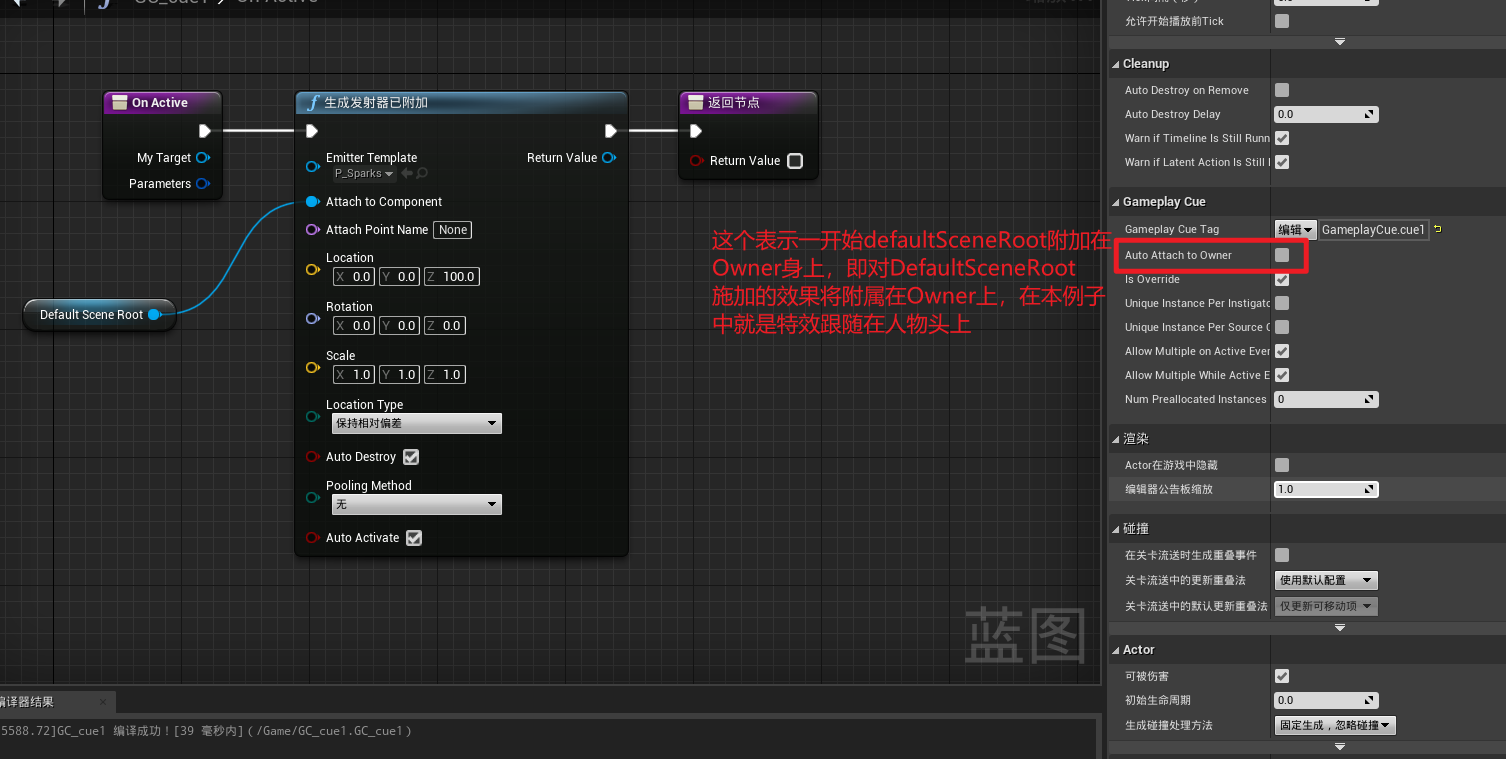 On Active
My Target
Parameters
Default Scene Root
生成发射器已附加
Emitter Template
P_Sparks
Return Value
Attach to Component
Attach Point Name None
Location
X 0.0 Y 0.0 Z 100.0
Rotation
X 0.0 Y 0.0 Z 0.0
Scale
X 1.0 Y 1.0 Z 1.0
Location Type
保持相对偏差
Auto Destroy
Pooling Method
无
Auto Activate
返回节点
Return Value
这个表示一开始defaultSceneRoot附加在
Owner身上，即对DefaultSceneRoot
施加的效果将附属在Owner上，在本例子
中就是特效跟随在人物头上
蓝图
编译器结果
5588.72]GC_cue1 编译成功！[39 毫秒内]（/Game/GC_cue1.GC_cue1）
允许开始播放前Tick
Cleanup
Auto Destroy on Remove
Auto Destroy Delay 0.0
Warn if Timeline Is Still Runn
Warn if Latent Action Is Still
Gameplay Cue
Gameplay Cue Tag 编辑 GameplayCue.cue1
Auto Attach to Owner
Is Override
Unique Instance Per Instigato
Unique Instance Per Source
Allow Multiple on Active Ever
Allow Multiple While Active E
Num Preallocated Instances 0
渲染
Actor在游戏中隐藏
编辑器公告板缩放 1.0
碰撞
在关卡流送时生成重叠事件
关卡流送中的更新重叠法 使用默认配置
关卡流送中的默认更新重叠法 仅更新可移动项
Actor
可被伤害
初始生命周期 0.0
生成碰撞处理方法 固定生成，忽略碰撞